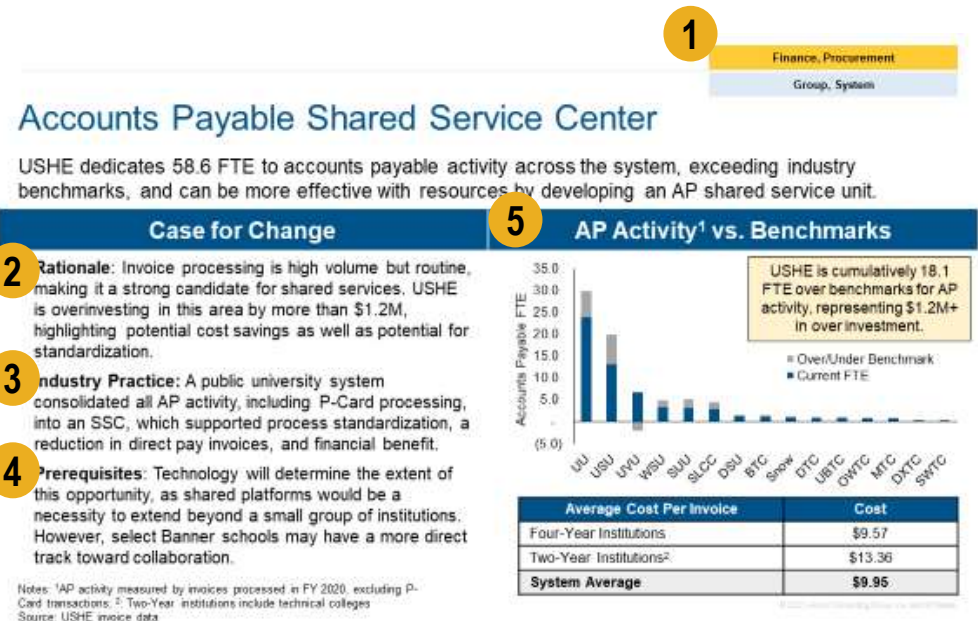 1
Finance, Procurement
Group, System
Accounts Payable Shared Service Center
USHE dedicates 58.6 FTE to accounts payable activity across the system, exceeding industry
benchmarks, and can be more effective with resources by developing an AP shared service unit.
Case for Change
2
Rationale: Invoice processing is high volume but routine,
making it a strong candidate for shared services. USHE
is overinvesting in this area by more than $1.2M,
highlighting potential cost savings as well as potential for
standardization.
3
Industry Practice: A public university system
consolidated all AP activity, including P-Card processing,
into an SSC, which supported process standardization, a
reduction in direct pay invoices, and financial benefit.
4
Prerequisites: Technology will determine the extent of
this opportunity, as shared platforms would be a
necessity to extend beyond a small group of institutions.
However, select Banner schools may have a more direct
track toward collaboration.
Notes: ¹AP activity measured by invoices processed in FY 2020, excluding P-
Card transactions. ²: Two-Year institutions include technical colleges
Source: USHE invoice data
5
AP Activity¹ vs. Benchmarks
USHE is cumulatively 18.1
FTE over benchmarks for AP
activity, representing $1.2M+
in over investment.
Over/Under Benchmark
Current FTE
Accounts Payable FTE
35.0
30.0
25.0
20.0
15.0
10.0
5.0
-
(5.0)
UU USU UVU WSU SUU SLCC DSU BTC Snow DTC UBTC OWTC MTC DXTC SWTC
Average Cost Per Invoice Cost
Four-Year Institutions $9.57
Two-Year Institutions² $13.36
System Average $9.95